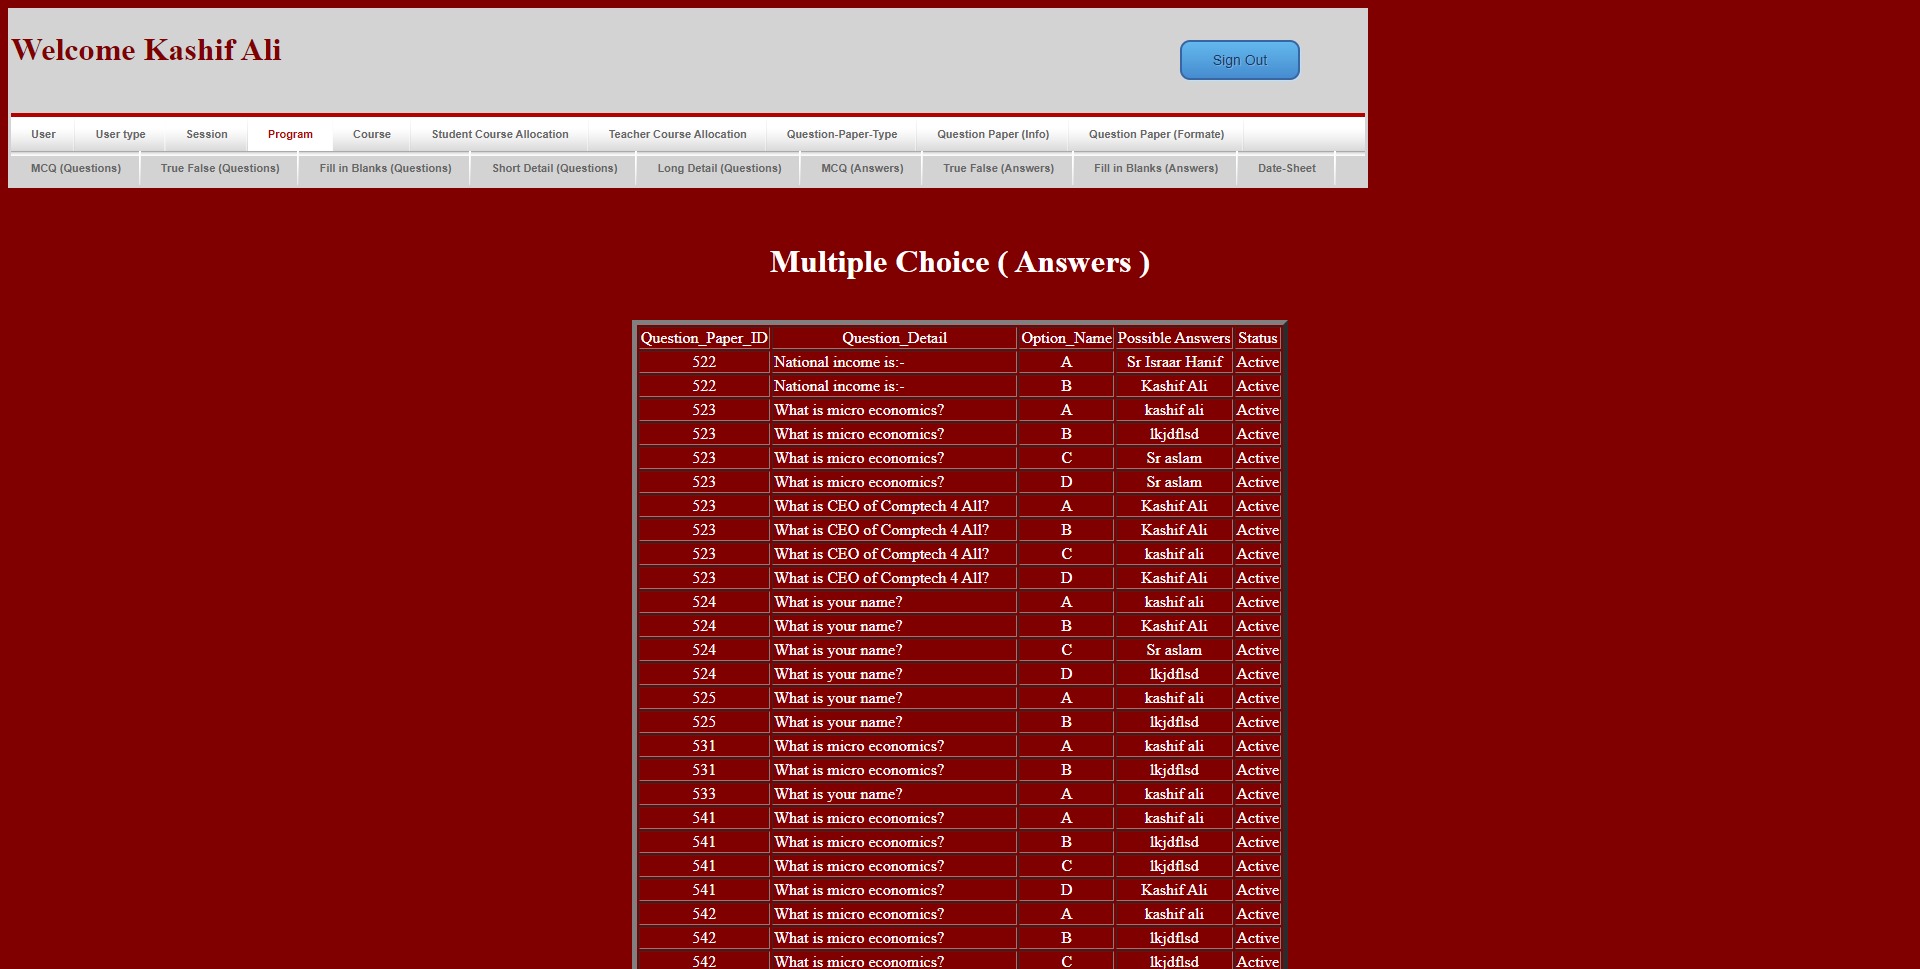 Welcome Kashif Ali
Sign Out
User User type Session Program Course Student Course Allocation Teacher Course Allocation Question-Paper-Type Question Paper (Info) Question Paper (Formate)
MCQ (Questions) True False (Questions) Fill in Blanks (Questions) Short Detail (Questions) Long Detail (Questions) MCQ (Answers) True False (Answers) Fill in Blanks (Answers) Date-Sheet
Multiple Choice ( Answers )
Question_Paper_ID Question_Detail Option_Name Possible Answers Status
522 National income is:- A Sr Israar Hanif Active
522 National income is:- B Kashif Ali Active
523 What is micro economics? A kashif ali Active
523 What is micro economics? B lkjdflsd Active
523 What is micro economics? C Sr aslam Active
523 What is micro economics? D Sr aslam Active
523 What is CEO of Comptech 4 All? A Kashif Ali Active
523 What is CEO of Comptech 4 All? B Kashif Ali Active
523 What is CEO of Comptech 4 All? C kashif ali Active
523 What is CEO of Comptech 4 All? D Kashif Ali Active
524 What is your name? A kashif ali Active
524 What is your name? B Kashif Ali Active
524 What is your name? C Sr aslam Active
524 What is your name? D lkjdflsd Active
525 What is your name? A kashif ali Active
525 What is your name? B lkjdflsd Active
531 What is micro economics? A kashif ali Active
531 What is micro economics? B lkjdflsd Active
533 What is your name? A kashif ali Active
541 What is micro economics? A kashif ali Active
541 What is micro economics? B lkjdflsd Active
541 What is micro economics? C lkjdflsd Active
541 What is micro economics? D Kashif Ali Active
542 What is micro economics? A kashif ali Active
542 What is micro economics? B lkjdflsd Active
542 What is micro economics? C lkjdflsd Active